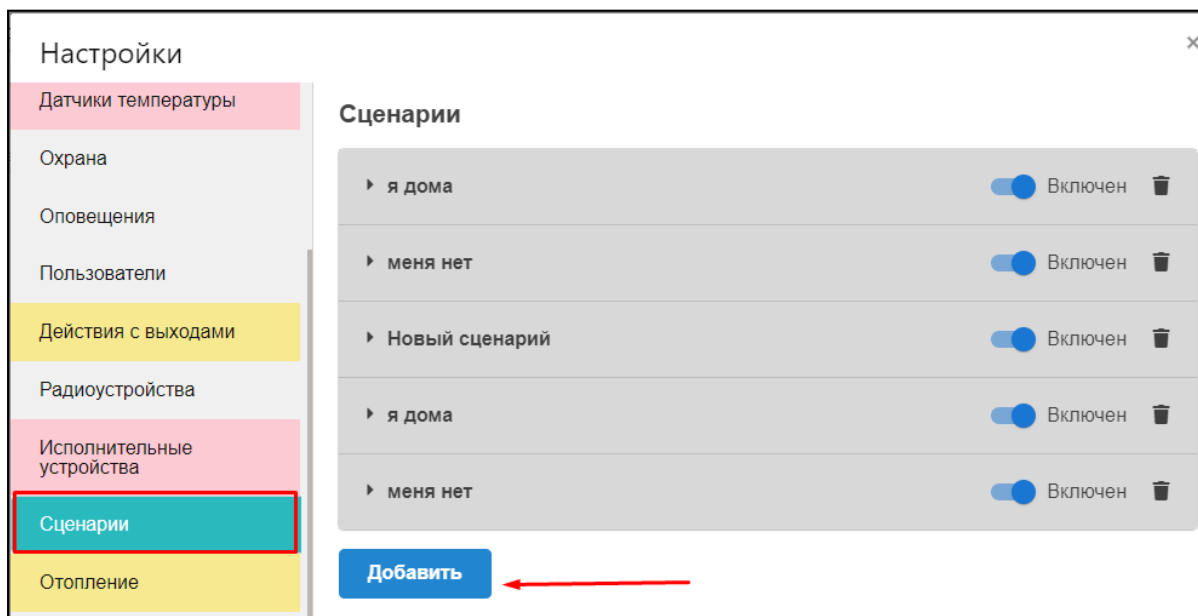 Настройки
Датчики температуры
Охрана
Оповещения
Пользователи
Действия с выходами
Радиоустройства
Исполнительные
устройства
Сценарии
Отопление
Сценарии
я дома Включен
меня нет Включен
Новый сценарий Включен
я дома Включен
меня нет Включен
Добавить